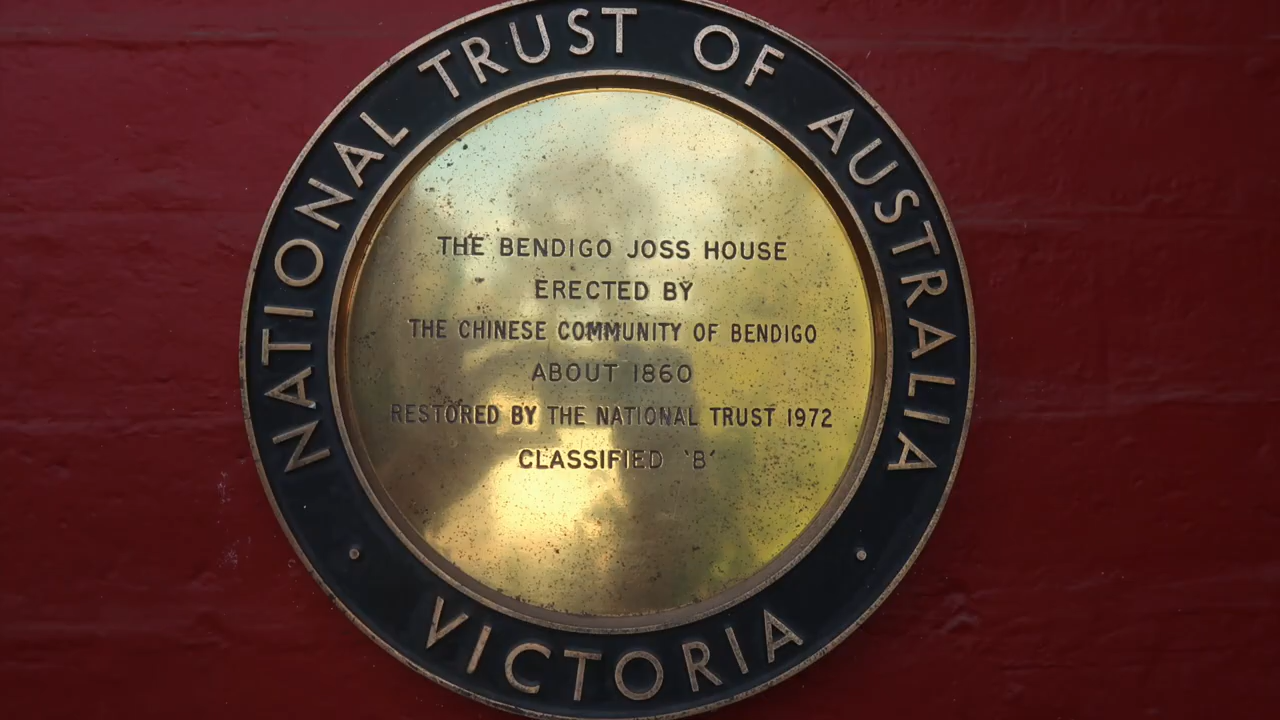 NATIONAL TRUST OF AUSTRALIA
THE BENDIGO JOSS HOUSE
ERECTED BY
THE CHINESE COMMUNITY OF BENDIGO
ABOUT 1860
RESTORED BY THE NATIONAL TRUST 1972
CLASSIFIED 'B'
VICTORIA